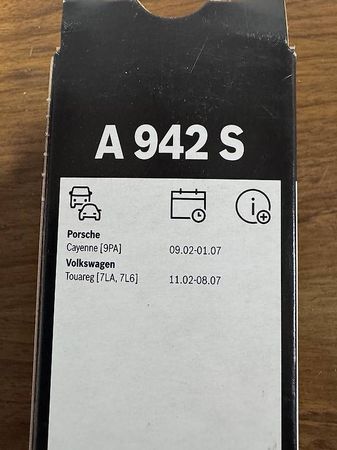 A 942 S
Porsche
Cayenne [9PA] 09.02-01.07
Volkswagen
Touareg [7LA, 7L6] 11.02-08.07